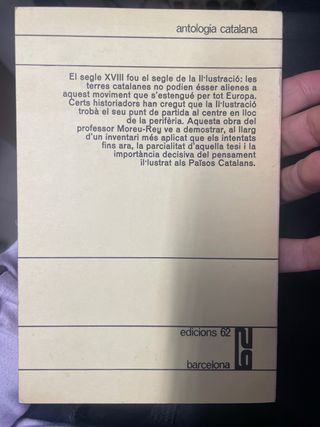 antologia catalana
El segle XVIII fou el segle de la Il·lustració: les
terres catalanes no podien ésser alienes a
aquest moviment que s'estengué per tot Europa.
Certs historiadors han cregut que la Il·lustració
trobà el seu punt de partida al centre en lloc
de la perifèria. Aquesta obra del
professor Moreu-Rey ve a demostrar, al llarg
d'un inventari més aplicat que els intentats
fins ara, la parcialitat d'aquella tesi i la
importància decisiva del pensament
il·lustrat als Països Catalans.
edicions 62
62
barcelona